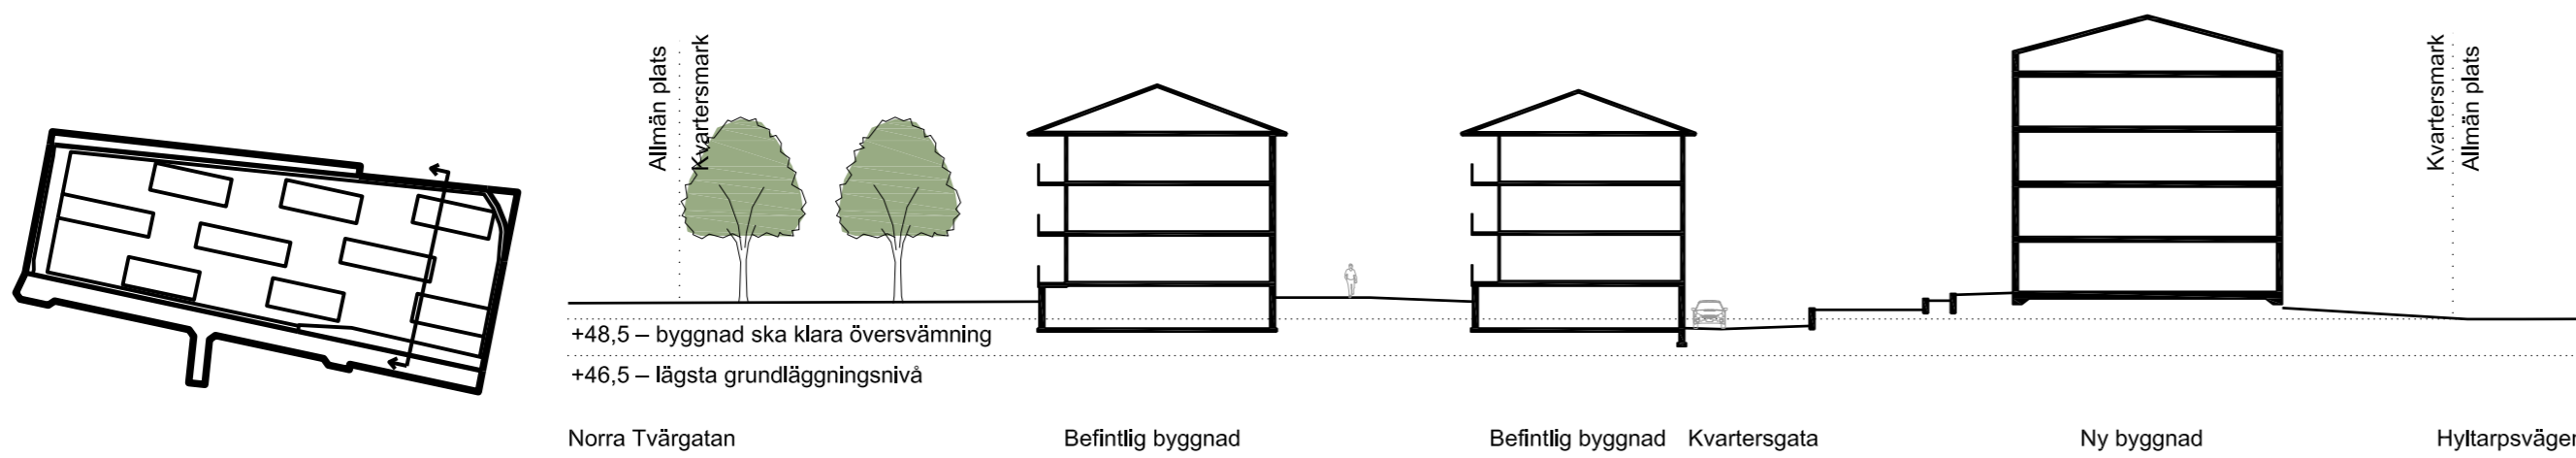 Allmän plats
Kvartersmark
Kvartersmark
Allmän plats
+48,5 – byggnad ska klara översvämning
+46,5 – lägsta grundläggningsnivå
Norra Tvärgatan
Befintlig byggnad
Befintlig byggnad
Kvartersgata
Ny byggnad
Hyltarpsvägen